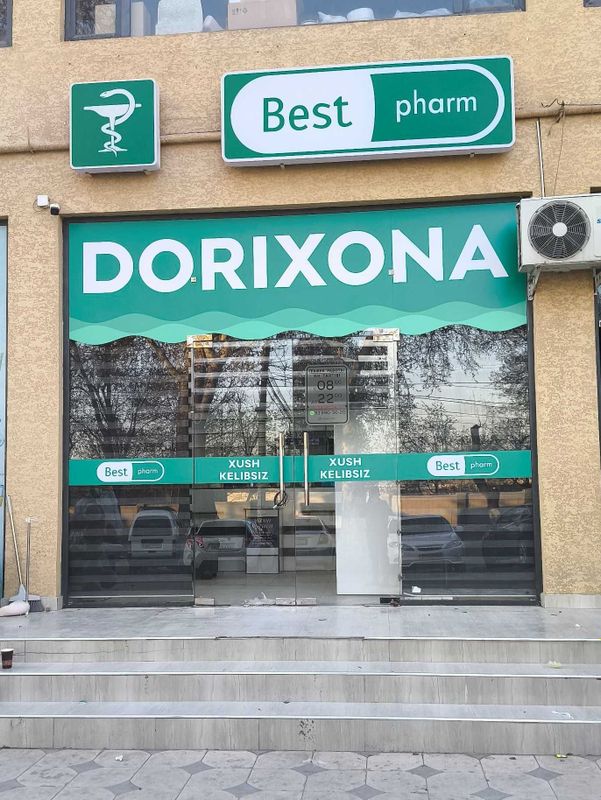 Best pharm
DORIXONA
08
22
Best pharm
XUSH
KELIBSIZ
XUSH
KELIBSIZ
Best pharm